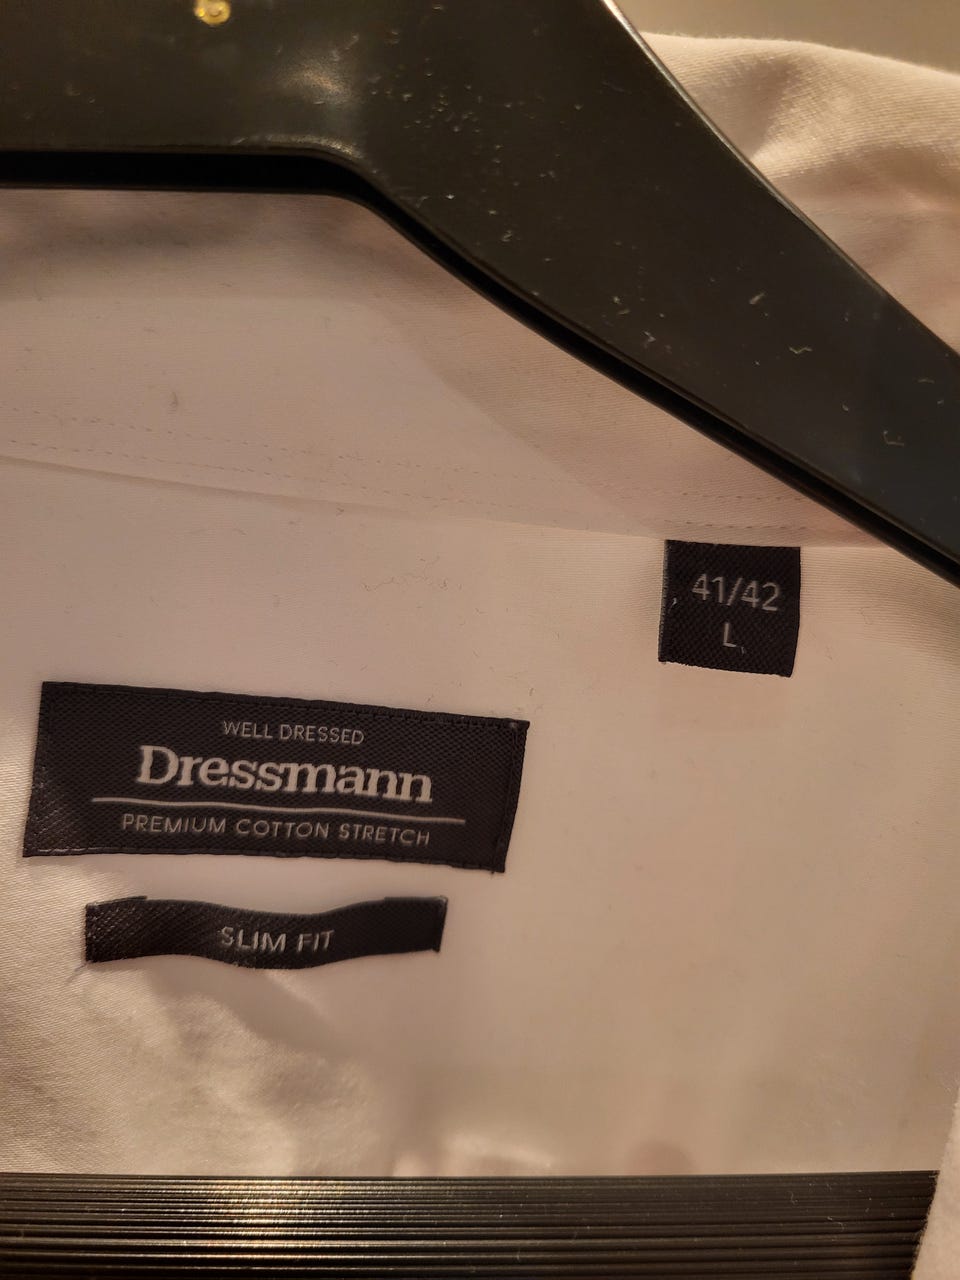 41/42
L
WELL DRESSED
Dressmann
PREMIUM COTTON STRETCH
SLIM FIT